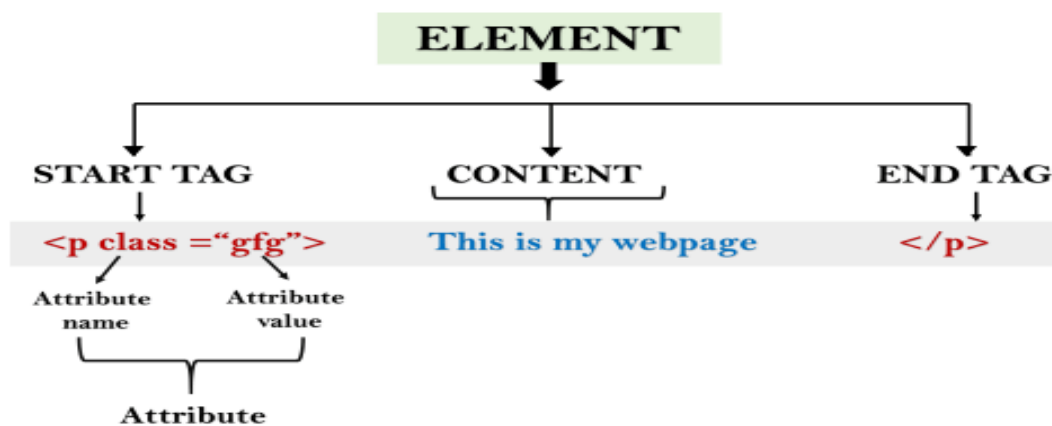 ELEMENT
START TAG CONTENT END TAG
<p class =“gfg”> This is my webpage </p>
Attribute name Attribute value
Attribute